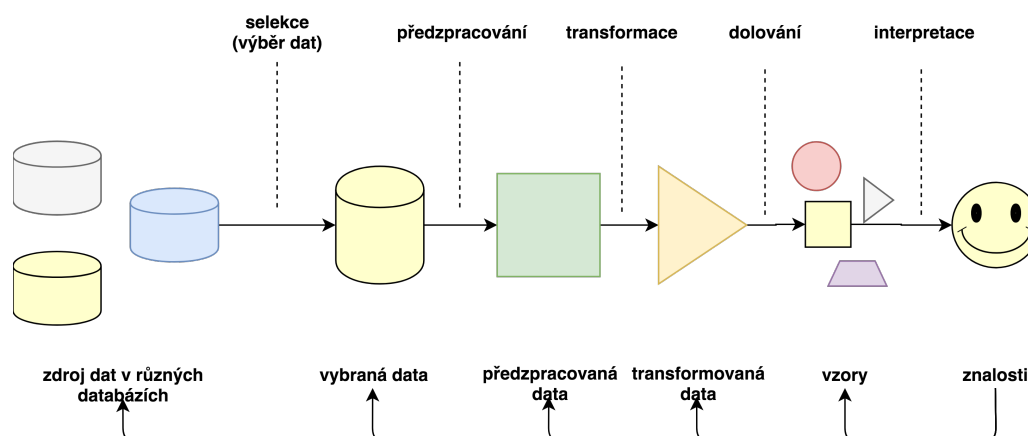 selekce
(výběr dat)
předzpracování
transformace
dolování
interpretace
zdroj dat v různých
databázích
vybraná data
předzpracovaná
data
transformovaná
data
vzory
znalosti